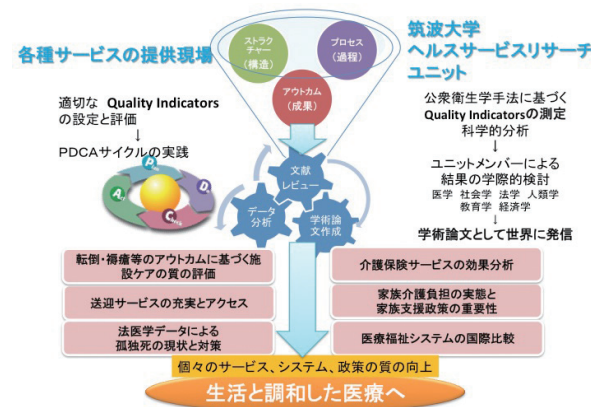 各種サービスの提供現場
適切な Quality Indicators
の設定と評価
↓
PDCAサイクルの実践
P
D
C
A
ストラク
チャー
(構造)
プロセス
(過程)
アウトカム
(成果)
文献
レビュー
データ
分析
学術論
文作成
筑波大学
ヘルスサービスリサーチ
ユニット
公衆衛生学手法に基づく
Quality Indicatorsの測定
科学的分析
↓
ユニットメンバーによる
結果の学際的検討
医学 社会学 法学 人類学
教育学 経済学
↓
学術論文として世界に発信
転倒・褥瘡等のアウトカムに基づく施
設ケアの質の評価
送迎サービスの充実とアクセス
法医学データによる
孤独死の現状と対策
介護保険サービスの効果分析
家族介護負担の実態と
家族支援政策の重要性
医療福祉システムの国際比較
個々のサービス、システム、政策の質の向上
生活と調和した医療へ